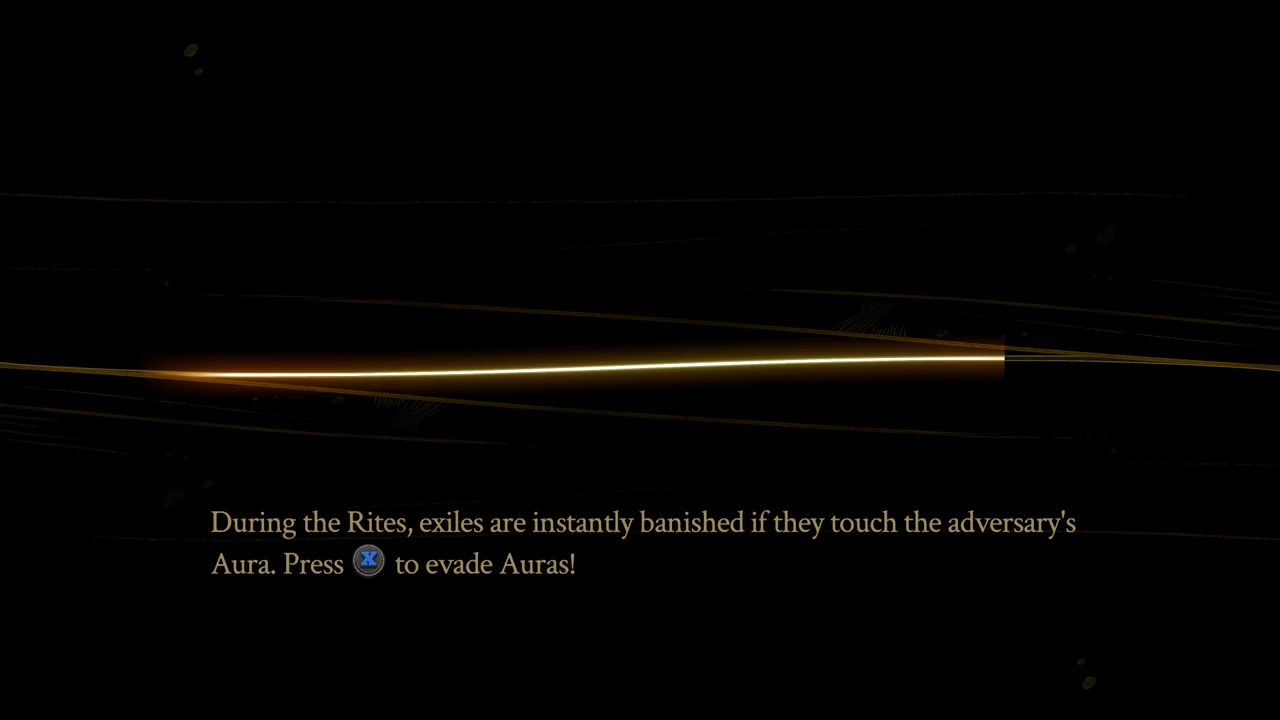 During the Rites, exiles are instantly banished if they touch the adversary's
Aura. Press X to evade Auras!